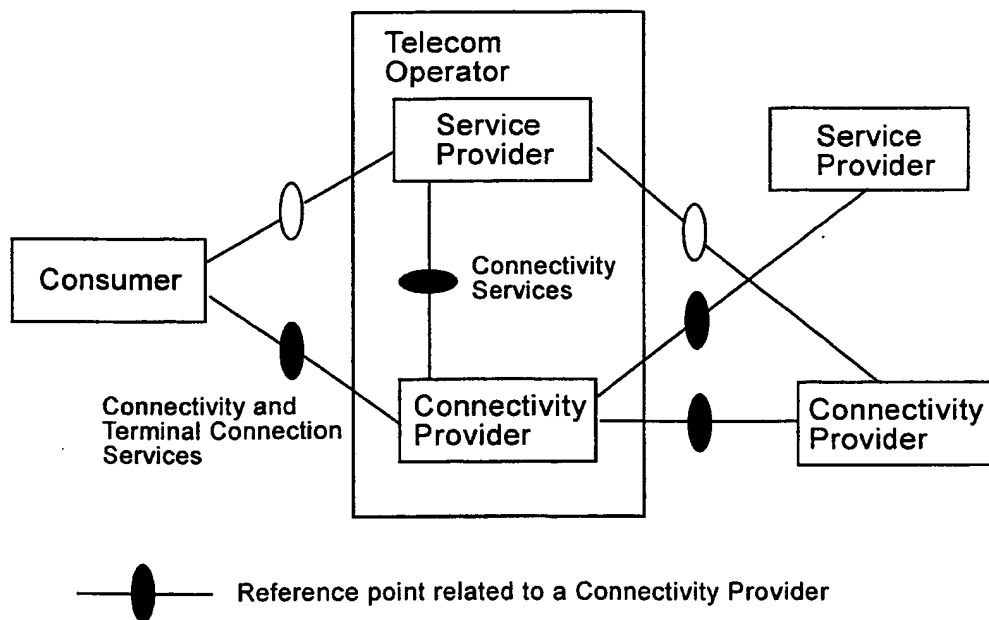 Telecom
Operator
Service
Provider
Service
Provider
Consumer
Connectivity
Services
Connectivity and
Terminal Connection
Services
Connectivity
Provider
Connectivity
Provider
Reference point related to a Connectivity Provider